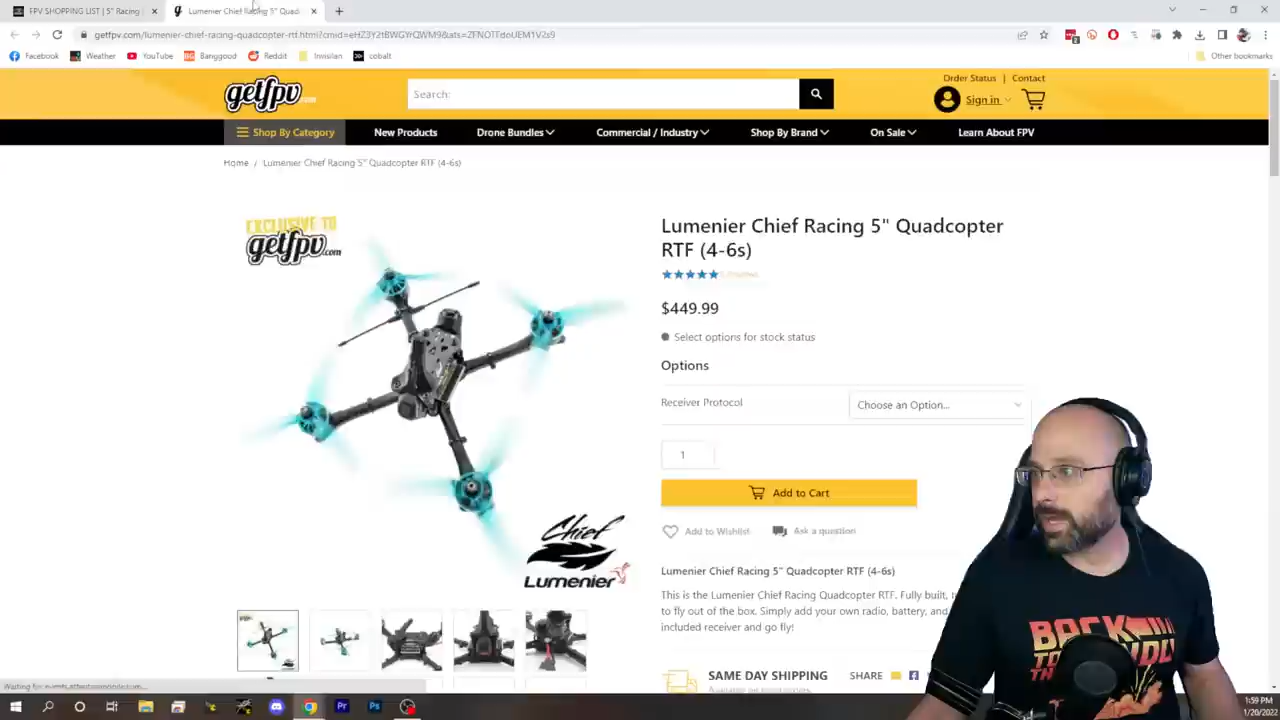 FPV SHOPPING LIST | 5" Racing
Lumenier Chief Racing 5" Quad
getfpv.com/lumenier-chief-racing-quadcopter-rtf.html
Facebook
Weather
YouTube
Banggood
Reddit
Invisilan
cobalt
Other bookmarks
Order Status | Contact
getfpv.com
Search:
Sign in
Shop By Category
New Products
Drone Bundles
Commercial / Industry
Shop By Brand
On Sale
Learn About FPV
Home / Lumenier Chief Racing 5" Quadcopter RTF (4-6s)
EXCLUSIVE TO
getfpv.com
Lumenier Chief Racing 5" Quadcopter
RTF (4-6s)
$449.99
Select options for stock status
Options
Receiver Protocol
Choose an Option...
1
Add to Cart
Add to Wishlist
Ask a question
Chief
Lumenier
Lumenier Chief Racing 5" Quadcopter RTF (4-6s)
This is the Lumenier Chief Racing Quadcopter RTF. Fully built,
to fly out of the box. Simply add your own radio, battery, and
included receiver and go fly!
SAME DAY SHIPPING
SHARE
BACK
TO
TH
1:59 PM
1/20/2022